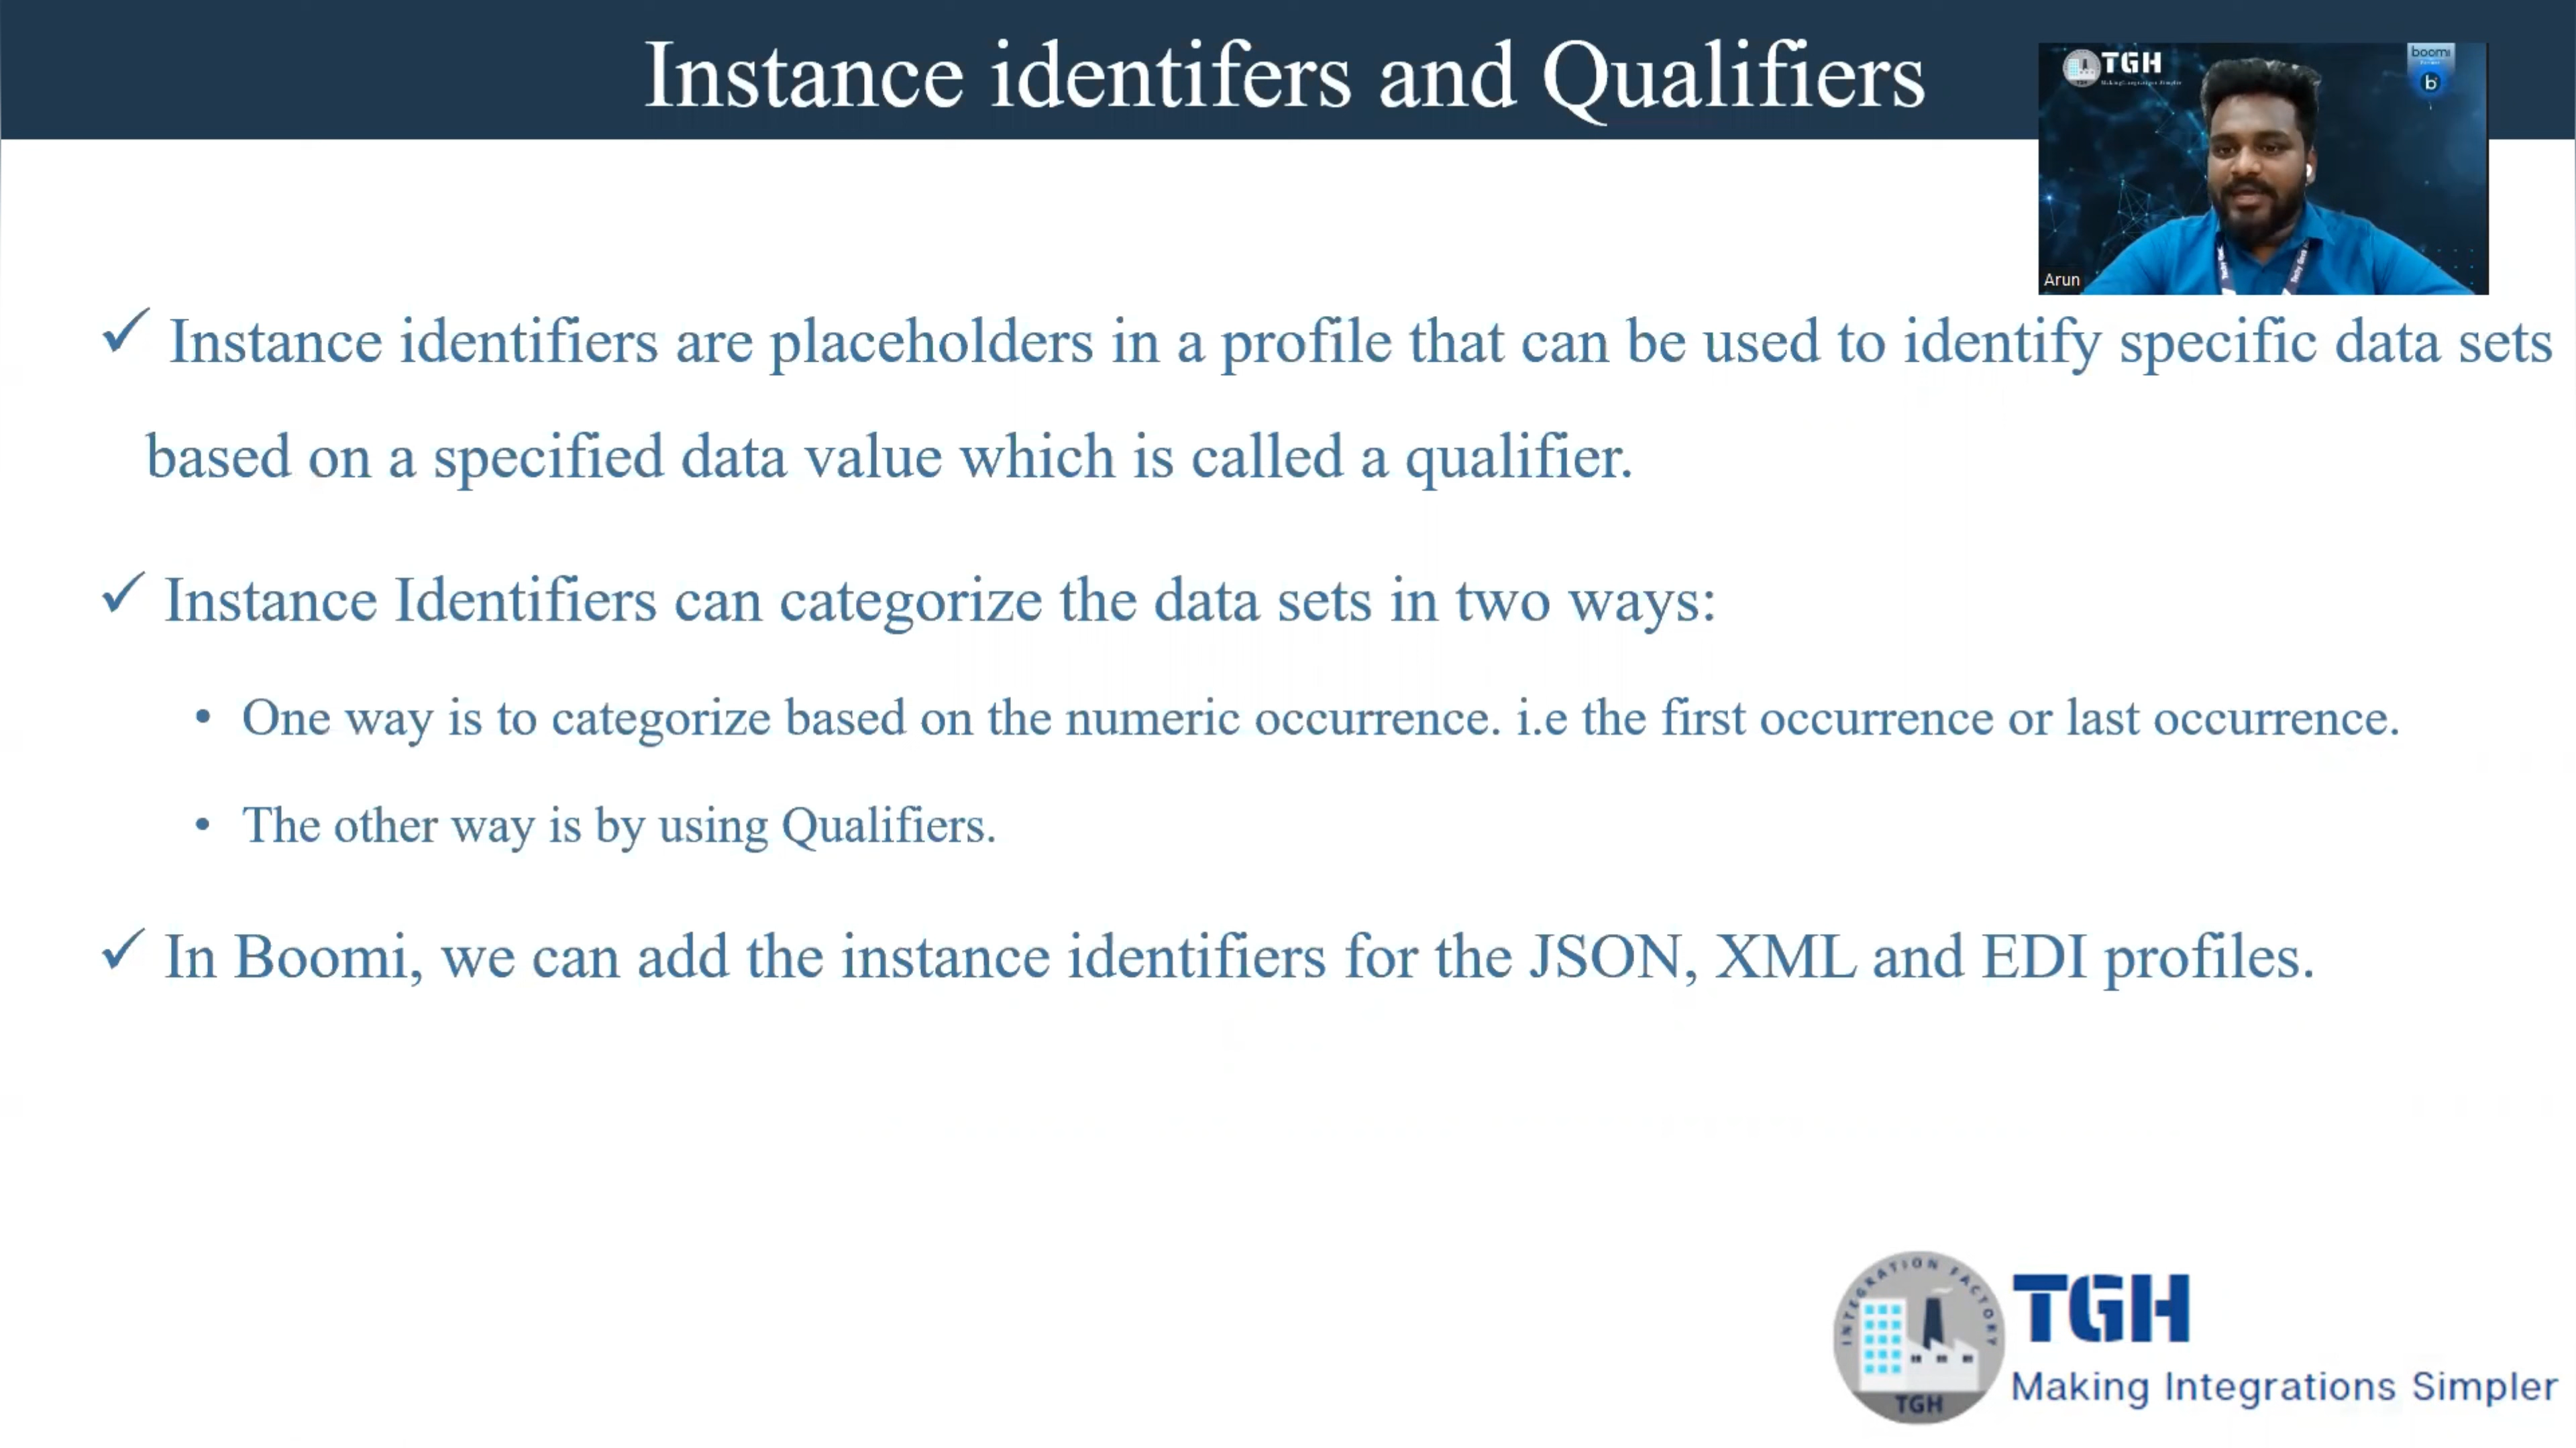 Instance identifers and Qualifiers
TGH
boomi
b
Arun
✓ Instance identifiers are placeholders in a profile that can be used to identify specific data sets
based on a specified data value which is called a qualifier.
✓ Instance Identifiers can categorize the data sets in two ways:
• One way is to categorize based on the numeric occurrence. i.e the first occurrence or last occurrence.
• The other way is by using Qualifiers.
✓ In Boomi, we can add the instance identifiers for the JSON, XML and EDI profiles.
INTEGRATION FACTORY
TGH
TGH
Making Integrations Simpler